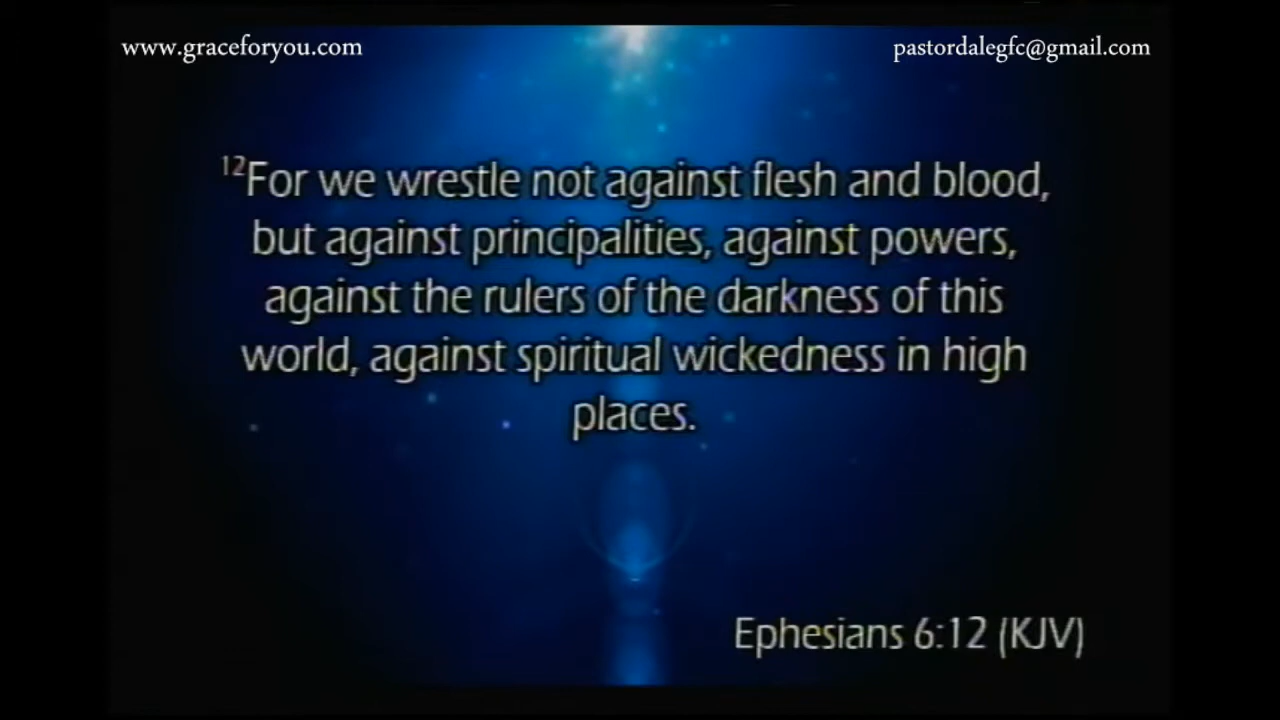 www.graceforyou.com
pastordalegfc@gmail.com
12For we wrestle not against flesh and blood,
but against principalities, against powers,
against the rulers of the darkness of this
world, against spiritual wickedness in high
places.
Ephesians 6:12 (KJV)